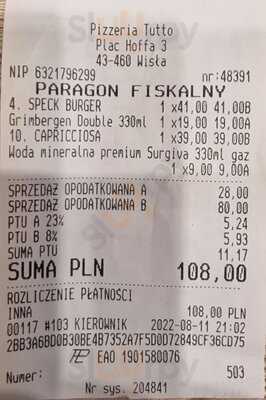 Pizzeria Tutto
Plac Hoffa 3
43-460 Wisła
NIP 6321796299 nr:48391
PARAGON FISKALNY
4. SPECK BURGER 1 x41,00 41,00B
Grimbergen Double 330ml 1 x19,00 19,00A
10. CAPRICCIOSA 1 x39,00 39,00B
Woda mineralna premium Surgiva 330ml gaz
1 x9,00 9,00A
SPRZEDAŻ OPODATKOWANA A 28,00
SPRZEDAŻ OPODATKOWANA B 80,00
PTU A 23% 5,24
PTU B 8% 5,93
SUMA PTU 11,17
SUMA PLN 108,00
ROZLICZENIE PŁATNOŚCI
INNA 108,00 PLN
00117 #103 KIEROWNIK 2022-08-11 21:02
2BB3A6BD0B30BE4B7352A7F5D0D72849CF36CD75
EAO 1901580076
Numer: 503
Nr sys. 204841